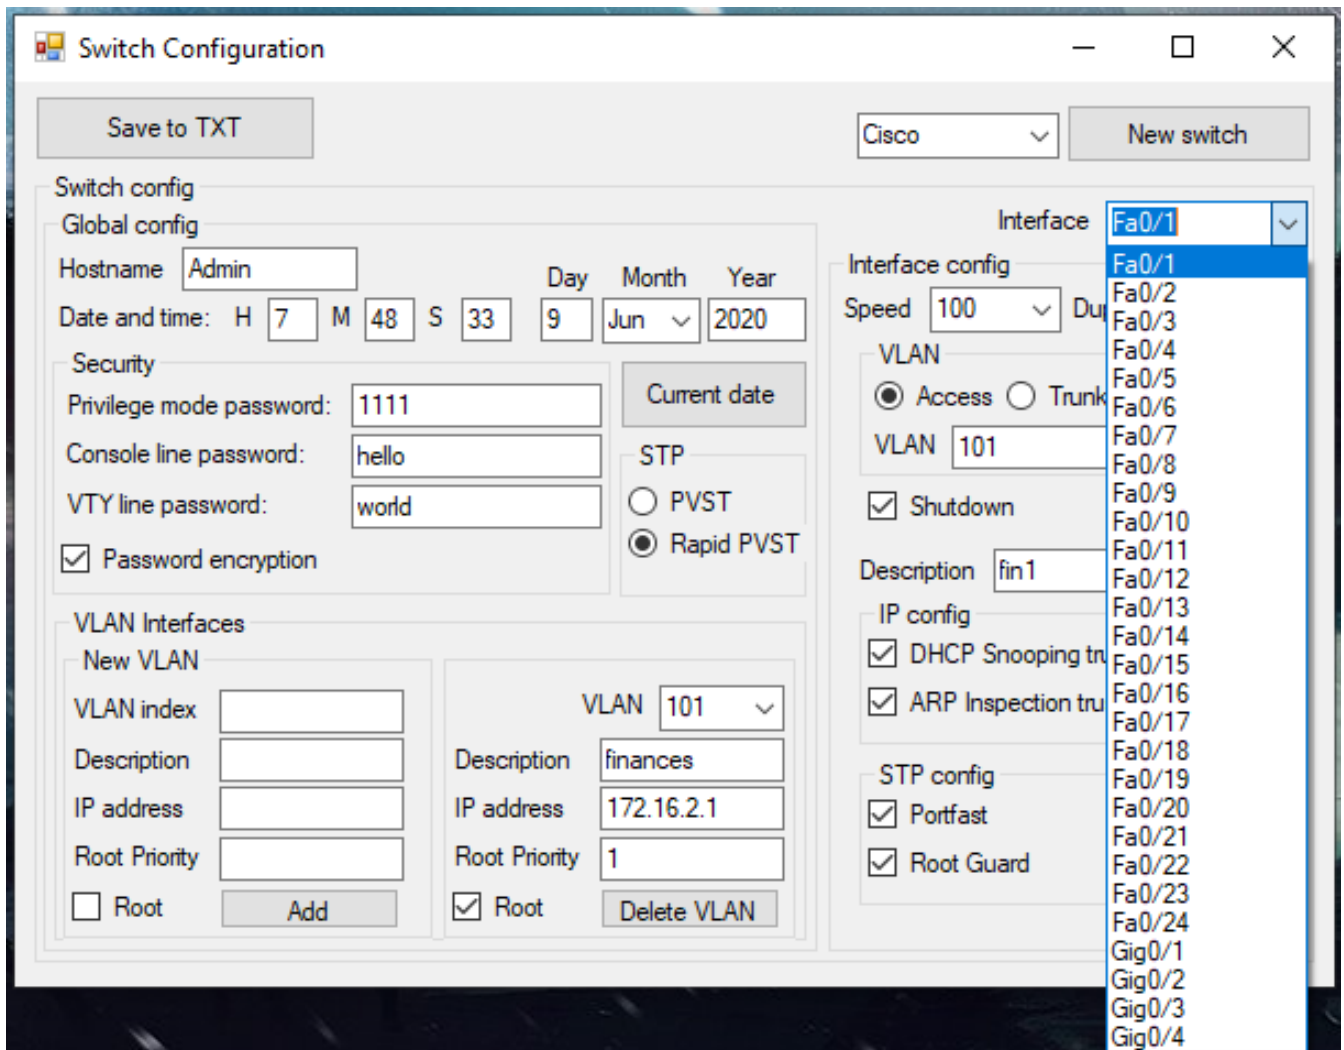 Switch Configuration
Save to TXT
Cisco
New switch
Switch config
Global config
Hostname Admin
Day Month Year
Date and time: H 7 M 48 S 33 9 Jun 2020
Security
Privilege mode password: 1111
Console line password: hello
VTY line password: world
Password encryption
Current date
STP
PVST
Rapid PVST
VLAN Interfaces
New VLAN
VLAN index
Description
IP address
Root Priority
Root Add
VLAN 101
Description finances
IP address 172.16.2.1
Root Priority 1
Root Delete VLAN
Interface Fa0/1
Interface config
Speed 100
VLAN
Access Trunk
VLAN 101
Shutdown
Description fin1
IP config
DHCP Snooping
ARP Inspection
STP config
Portfast
Root Guard
Fa0/1
Fa0/2
Fa0/3
Fa0/4
Fa0/5
Fa0/6
Fa0/7
Fa0/8
Fa0/9
Fa0/10
Fa0/11
Fa0/12
Fa0/13
Fa0/14
Fa0/15
Fa0/16
Fa0/17
Fa0/18
Fa0/19
Fa0/20
Fa0/21
Fa0/22
Fa0/23
Fa0/24
Gig0/1
Gig0/2
Gig0/3
Gig0/4